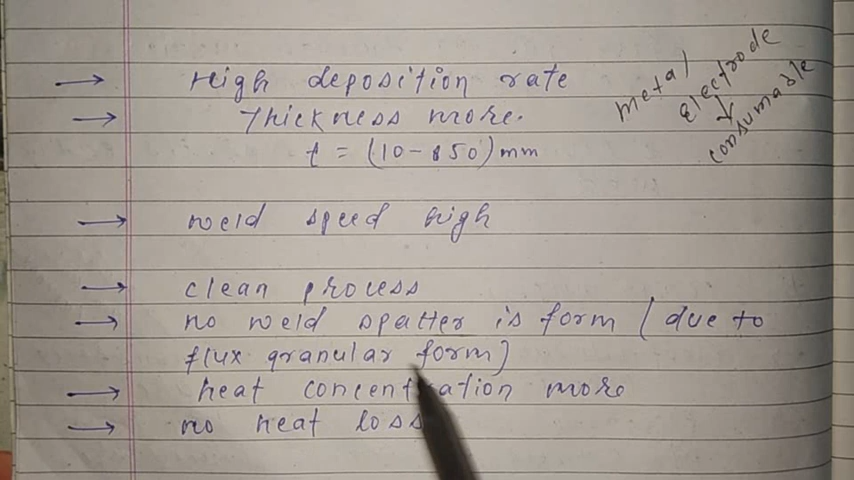 → High deposition rate
→ Thickness more.
t = (10-50) mm
→ weld speed high
→ clean process
→ no weld spatter is form (due to
flux granular form)
→ heat concentration more
→ no heat loss
metal
Electrode
↓
consumable